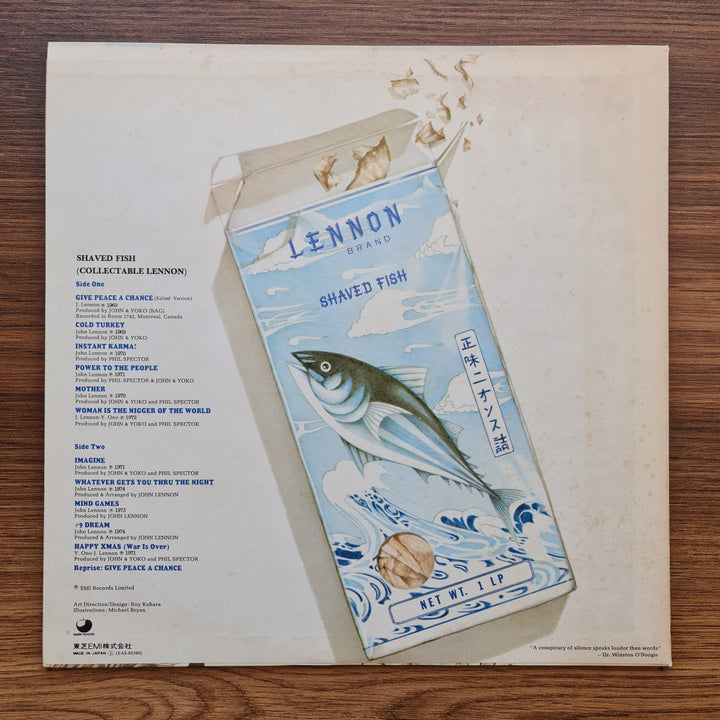 SHAVED FISH
(COLLECTABLE LENNON)
Side One
GIVE PEACE A CHANCE (Edited Version)
J. Lennon ℗ 1969
Produced by JOHN & YOKO (BAG)
Recorded in Room 1742, Montreal, Canada
COLD TURKEY
John Lennon ℗ 1969
Produced by JOHN & YOKO
INSTANT KARMA!
John Lennon ℗ 1970
Produced by PHIL SPECTOR
POWER TO THE PEOPLE
John Lennon ℗ 1971
Produced by PHIL SPECTOR & JOHN & YOKO
MOTHER
John Lennon ℗ 1970
Produced by JOHN & YOKO and PHIL SPECTOR
WOMAN IS THE NIGGER OF THE WORLD
J. Lennon-Y. Ono ℗ 1972
Produced by JOHN & YOKO and PHIL SPECTOR
Side Two
IMAGINE
John Lennon ℗ 1971
Produced by JOHN & YOKO and PHIL SPECTOR
WHATEVER GETS YOU THRU THE NIGHT
John Lennon ℗ 1974
Produced & Arranged by JOHN LENNON
MIND GAMES
John Lennon ℗ 1973
Produced by JOHN LENNON
#9 DREAM
John Lennon ℗ 1974
Produced & Arranged by JOHN LENNON
HAPPY XMAS (War Is Over)
Y. Ono-J. Lennon ℗ 1971
Produced by JOHN & YOKO and PHIL SPECTOR
Reprise: GIVE PEACE A CHANCE
℗ EMI Records Limited
Art Direction/Design: Roy Kohara
Illustrations: Michael Bryan
東芝EMI株式会社
MADE IN JAPAN Ⓛ (EAS-80380)
LENNON
BRAND
SHAVED FISH
正味二オンス詰
NET WT. 1 LP
"A conspiracy of silence speaks louder than words"
— Dr. Winston O'Boogie